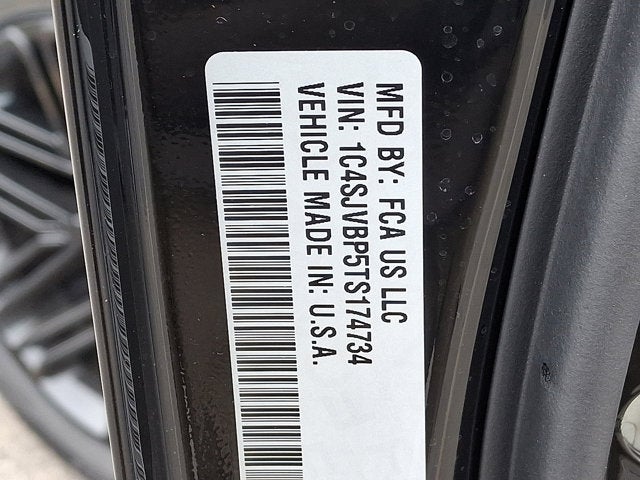 MFD BY: FCA US LLC
VIN: 1C4SJVBP5TS174734
VEHICLE MADE IN: U.S.A.